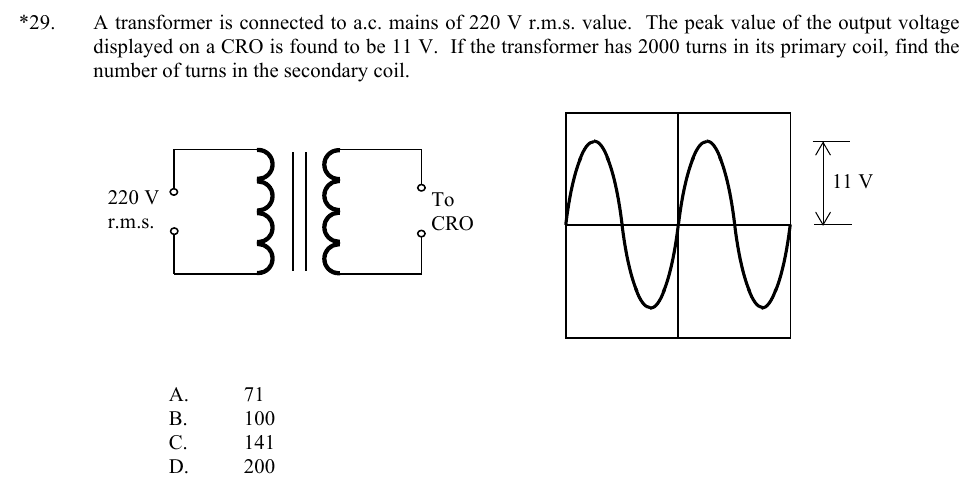 *29. A transformer is connected to a.c. mains of 220 V r.m.s. value. The peak value of the output voltage
displayed on a CRO is found to be 11 V. If the transformer has 2000 turns in its primary coil, find the
number of turns in the secondary coil.
220 V
r.m.s.
To
CRO
11 V
A. 71
B. 100
C. 141
D. 200